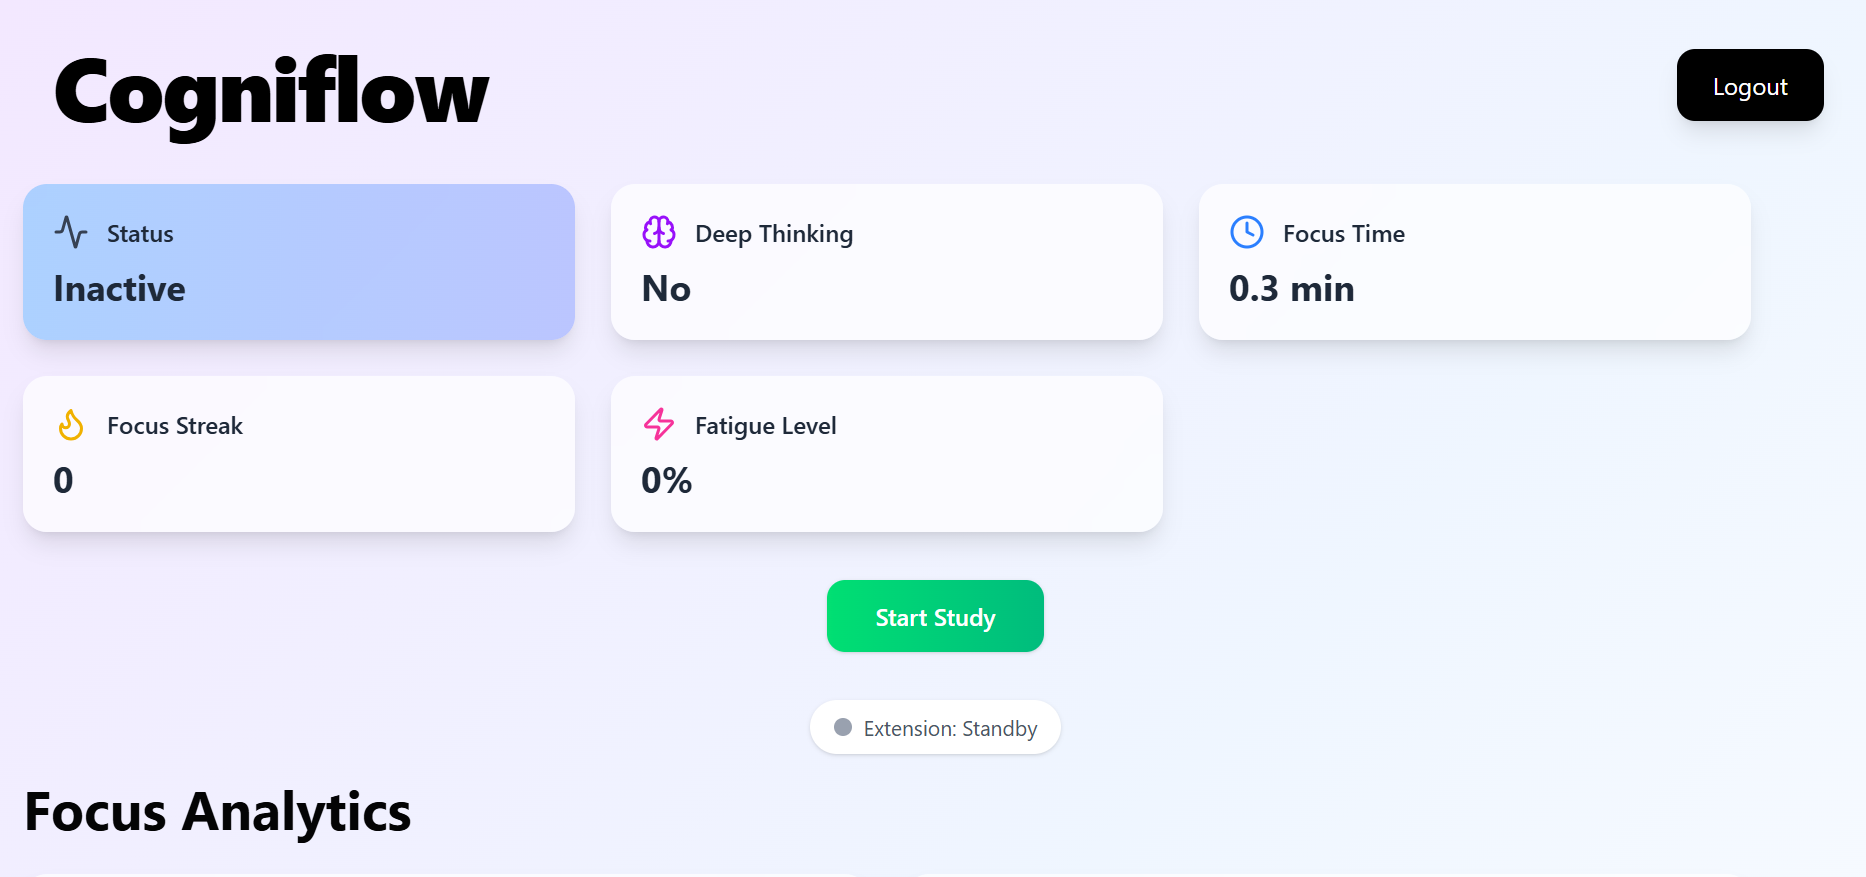 Cogniflow
Logout
Status
Inactive
Deep Thinking
No
Focus Time
0.3 min
Focus Streak
0
Fatigue Level
0%
Start Study
Extension: Standby
Focus Analytics